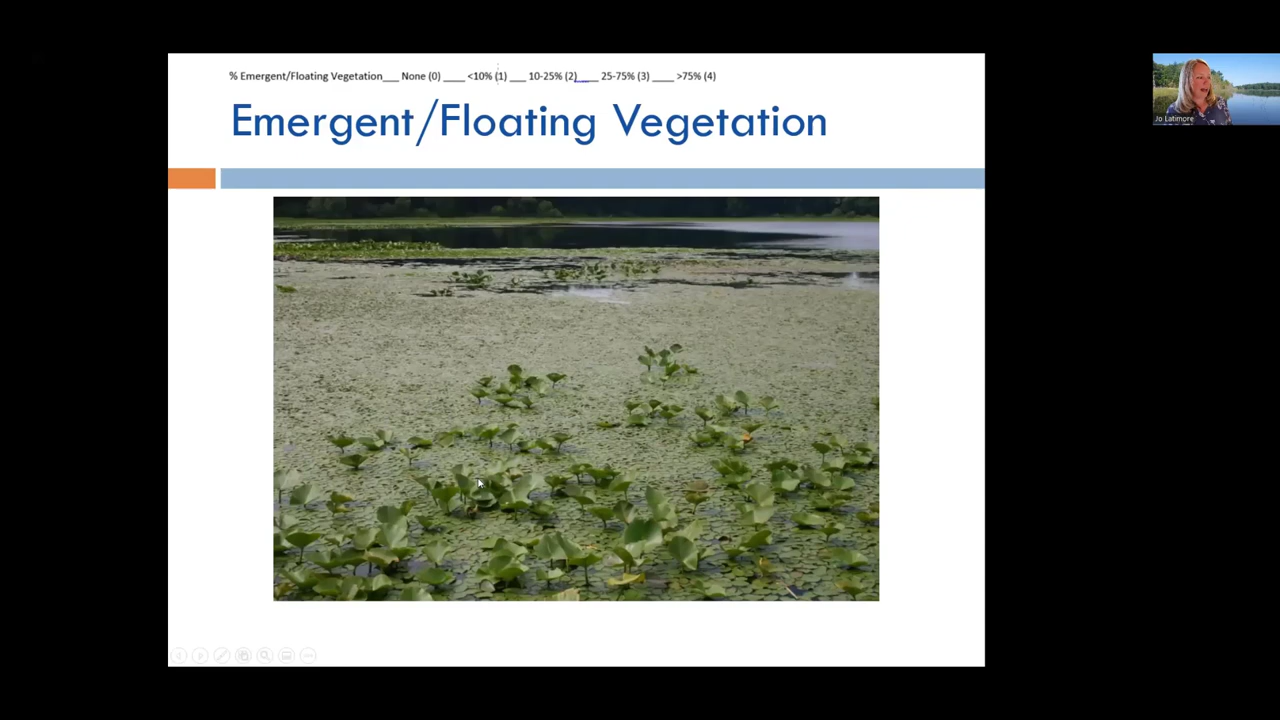 % Emergent/Floating Vegetation___ None (0) ____ <10% (1) ___ 10-25% (2)_____ 25-75% (3) ____ >75% (4)
Emergent/Floating Vegetation
Jo Latimore